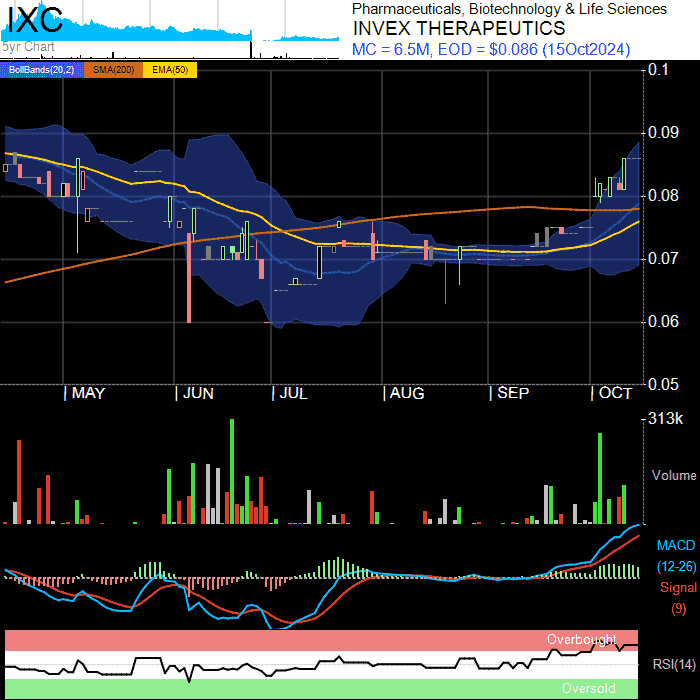 IXC
5yr Chart
Pharmaceuticals, Biotechnology & Life Sciences
INVEX THERAPEUTICS
MC = 6.5M, EOD = $0.086 (15Oct2024)
BollBands(20,2) SMA(200) EMA(50)
0.1
0.09
0.08
0.07
0.06
0.05
| MAY | JUN | JUL | AUG | SEP | OCT
313k
Volume
MACD
(12-26)
Signal
(9)
Overbought
RSI(14)
Oversold